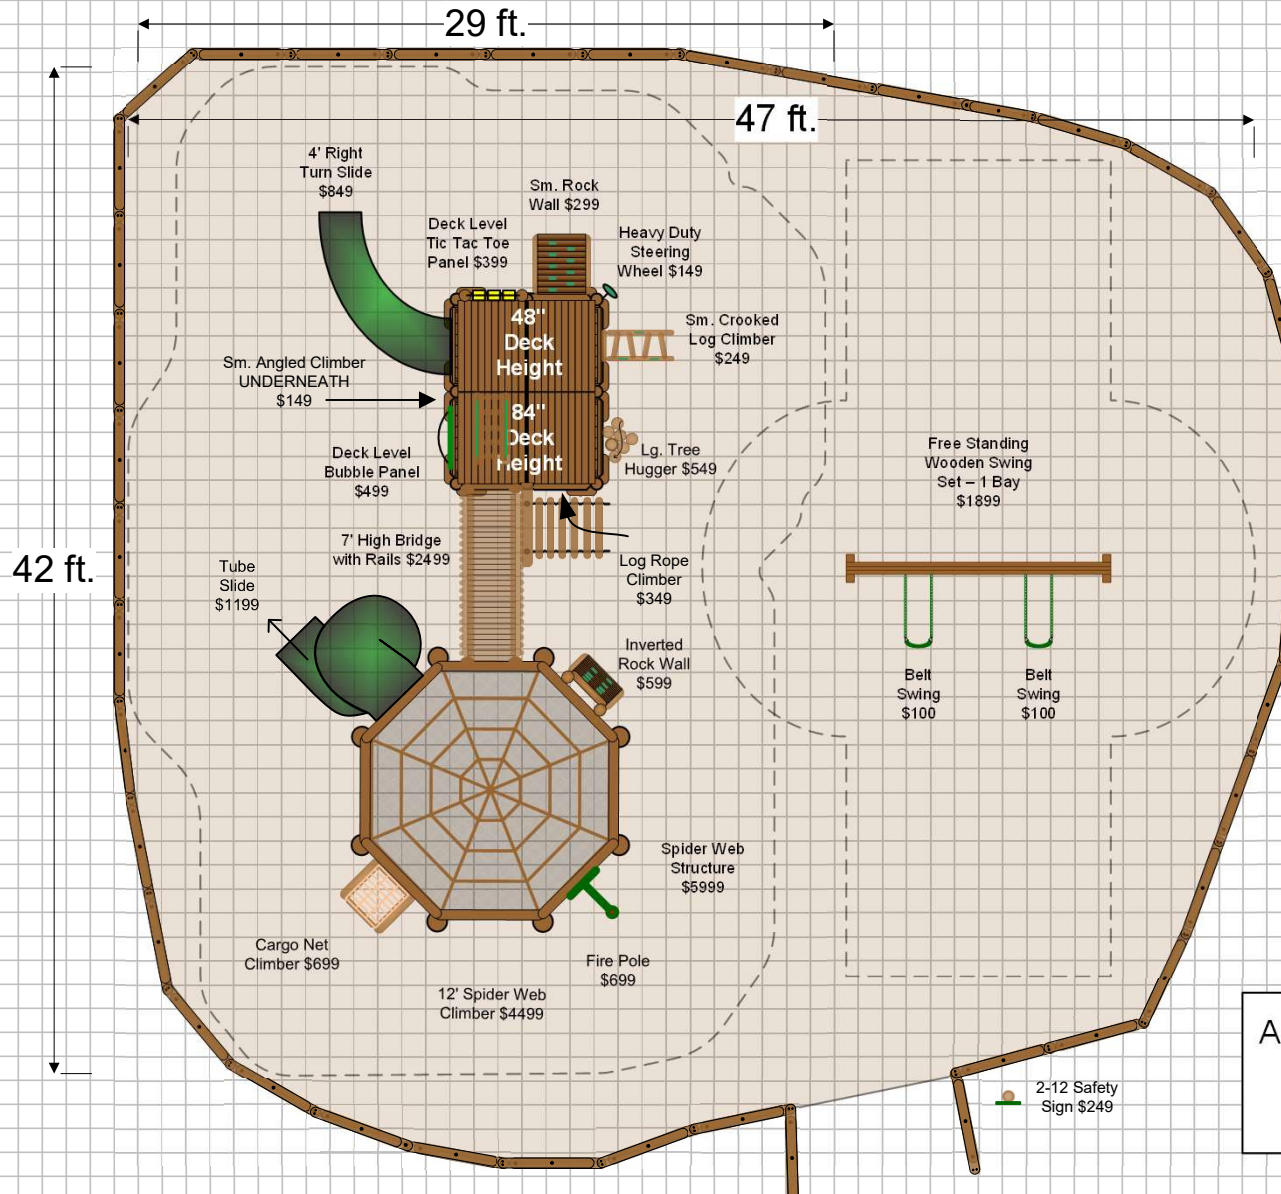 29 ft.
47 ft.
4' Right
Turn Slide
$849
Sm. Rock
Wall $299
Deck Level
Tic Tac Toe
Panel $399
Heavy Duty
Steering
Wheel $149
48"
Deck
Height
Sm. Crooked
Log Climber
$249
Sm. Angled Climber
UNDERNEATH
$149
84"
Deck
Height
Deck Level
Bubble Panel
$499
Lg. Tree
Hugger $549
Free Standing
Wooden Swing
Set – 1 Bay
$1899
7' High Bridge
with Rails $2499
42 ft.
Tube
Slide
$1199
Log Rope
Climber
$349
Inverted
Rock Wall
$599
Belt
Swing
$100
Belt
Swing
$100
Spider Web
Structure
$5999
Cargo Net
Climber $699
Fire Pole
$699
12' Spider Web
Climber $4499
A
2-12 Safety
Sign $249